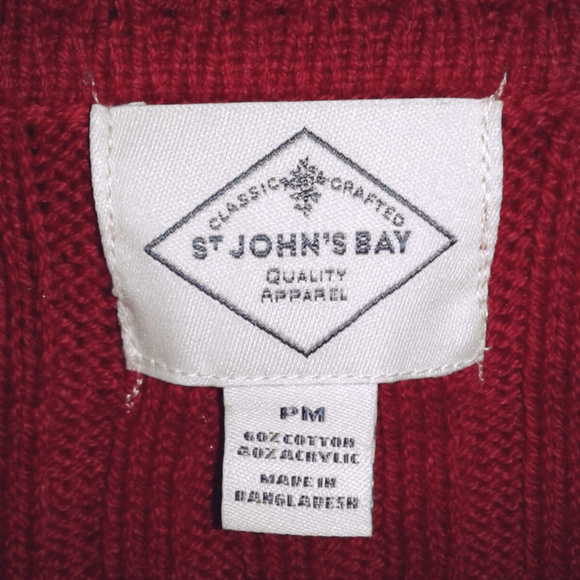 CLASSIC & CRAFTED
ST JOHN'S BAY
QUALITY
APPAREL
PM
60% COTTON
40% ACRYLIC
MADE IN
BANGLADESH